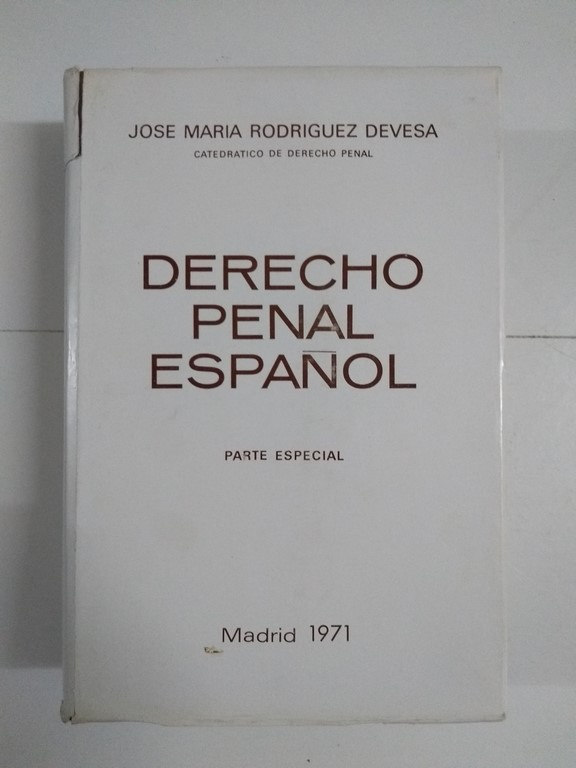 JOSE MARIA RODRIGUEZ DEVESA
CATEDRATICO DE DERECHO PENAL
DERECHO
PENAL
ESPAÑOL
PARTE ESPECIAL
Madrid 1971